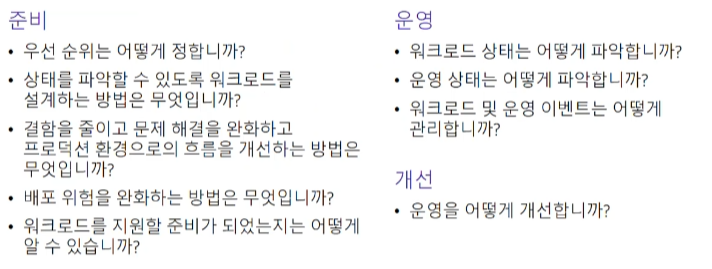 준비
• 우선 순위는 어떻게 정합니까?
• 상태를 파악할 수 있도록 워크로드를
설계하는 방법은 무엇입니까?
• 결함을 줄이고 문제 해결을 완화하고
프로덕션 환경으로의 흐름을 개선하는 방법은
무엇입니까?
• 배포 위험을 완화하는 방법은 무엇입니까?
• 워크로드를 지원할 준비가 되었는지는 어떻게
알 수 있습니까?
운영
• 워크로드 상태는 어떻게 파악합니까?
• 운영 상태는 어떻게 파악합니까?
• 워크로드 및 운영 이벤트는 어떻게
관리합니까?
개선
• 운영을 어떻게 개선합니까?